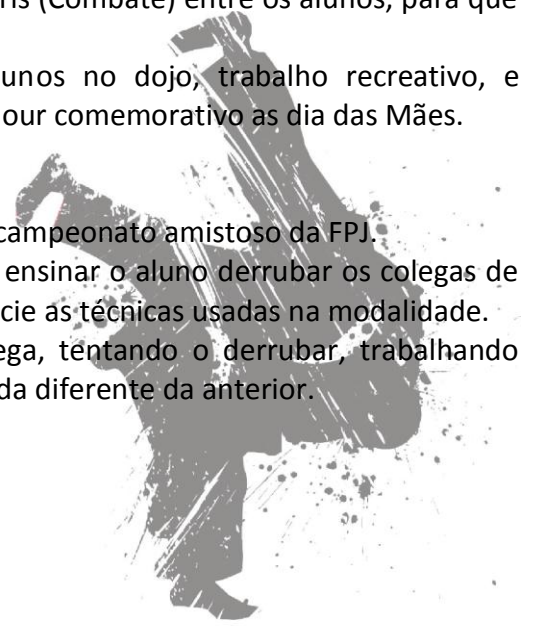 ris (Combate) entre os alunos, para que
unos no dojo, trabalho recreativo, e
our comemorativo as dia das Mães.
campeonato amistoso da FPJ.
ensinar o aluno derrubar os colegas de
cie as técnicas usadas na modalidade.
ega, tentando o derrubar, trabalhando
da diferente da anterior.